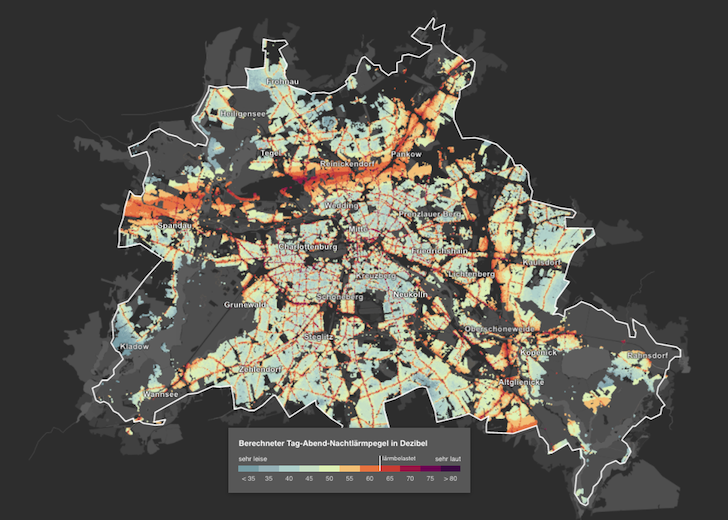 Frohnau
Heiligensee
Tegel
Reinickendorf
Pankow
Wedding
Prenzlauer Berg
Spandau
Mitte
Charlottenburg
Friedrichshain
Kaulsdorf
Lichtenberg
Kreuzberg
Schöneberg
Neukölln
Grunewald
Oberschöneweide
Steglitz
Kladow
Köpenick
Rahnsdorf
Zehlendorf
Altglienicke
Wannsee
Berechneter Tag-Abend-Nachtlärmpegel in Dezibel
sehr leise lärmbelastet sehr laut
< 35 35 40 45 50 55 60 65 70 75 > 80